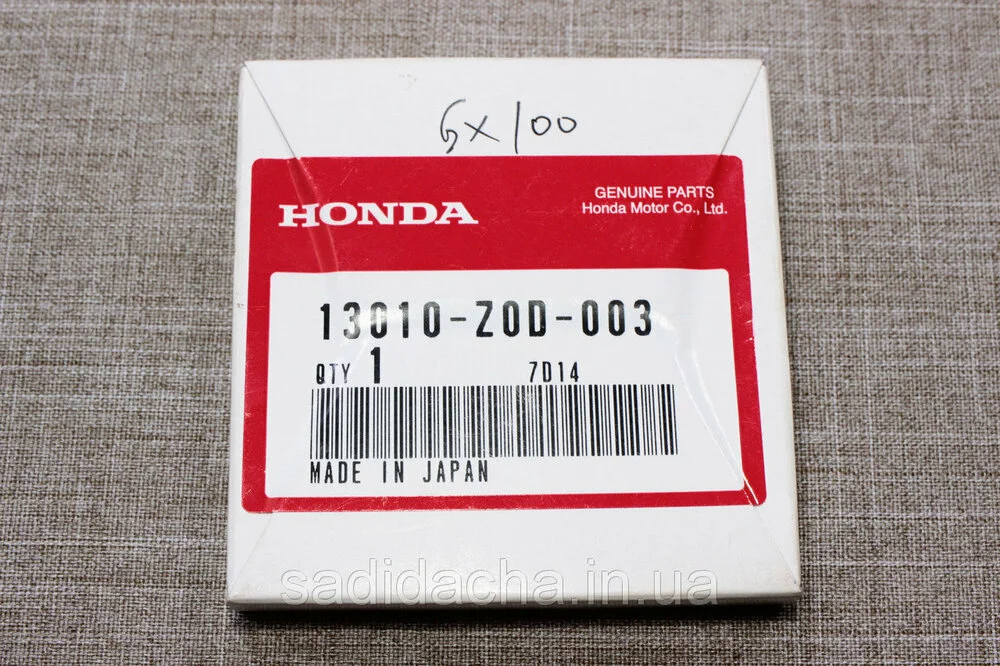 GX100
HONDA
GENUINE PARTS
Honda Motor Co., Ltd.
13010-Z0D-003
QTY 1 7D14
MADE IN JAPAN
sadidacha.in.ua